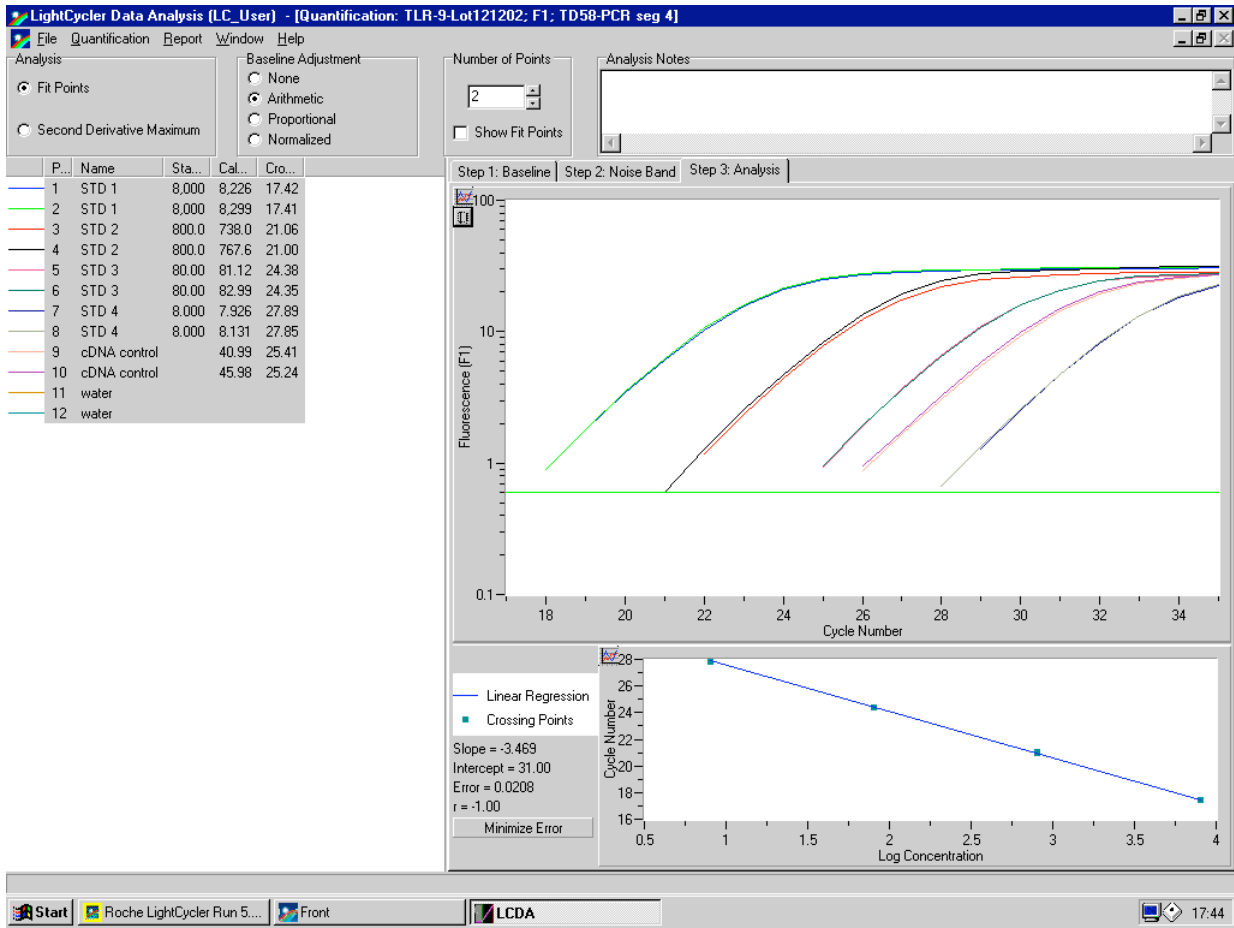 LightCycler Data Analysis (LC_User) - [Quantification: TLR-9-Lot121202; F1; TD58-PCR seg 4]
File Quantification Report Window Help
Analysis
Fit Points
Second Derivative Maximum
Baseline Adjustment
None
Arithmetic
Proportional
Normalized
Number of Points
2
Show Fit Points
Analysis Notes
P... Name Sta... Cal... Cro...
1 STD 1 8,000 8,226 17.42
2 STD 1 8,000 8,299 17.41
3 STD 2 800.0 738.0 21.06
4 STD 2 800.0 767.6 21.00
5 STD 3 80.00 81.12 24.38
6 STD 3 80.00 82.99 24.35
7 STD 4 8.000 7.926 27.89
8 STD 4 8.000 8.131 27.85
9 cDNA control 40.99 25.41
10 cDNA control 45.98 25.24
11 water
12 water
Step 1: Baseline Step 2: Noise Band Step 3: Analysis
100
10
1
0.1
Fluorescence (F1)
18 20 22 24 26 28 30 32 34
Cycle Number
Linear Regression
Crossing Points
Slope = -3.469
Intercept = 31.00
Error = 0.0208
r = -1.00
Minimize Error
28
26
24
22
20
18
16
Cycle Number
0.5 1 1.5 2 2.5 3 3.5 4
Log Concentration
Start Roche LightCycler Run 5.... Front LCDA 17:44